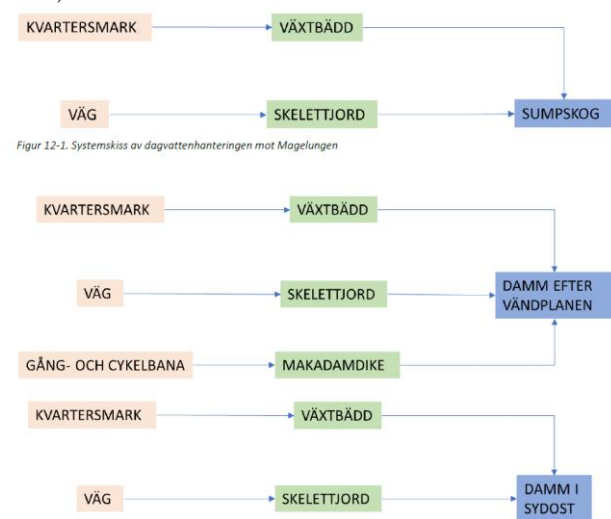 KVARTERSMARK VÄXTBÄDD
VÄG SKELETTJORD SUMPSKOG
Figur 12-1. Systemskiss av dagvattenhanteringen mot Magelungen
KVARTERSMARK VÄXTBÄDD
VÄG SKELETTJORD DAMM EFTER
VÄNDPLANEN
GÅNG- OCH CYKELBANA MAKADAMDIKE
KVARTERSMARK VÄXTBÄDD
VÄG SKELETTJORD DAMM I
SYDOST